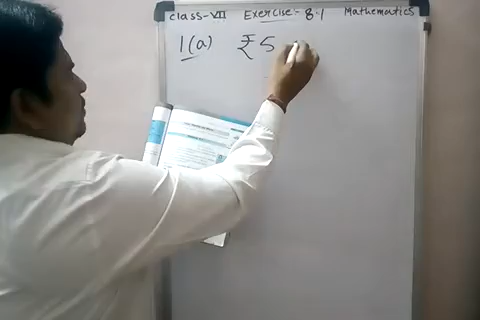 class-VII Exercise:- 8.1 Mathematics
1(a) ₹5